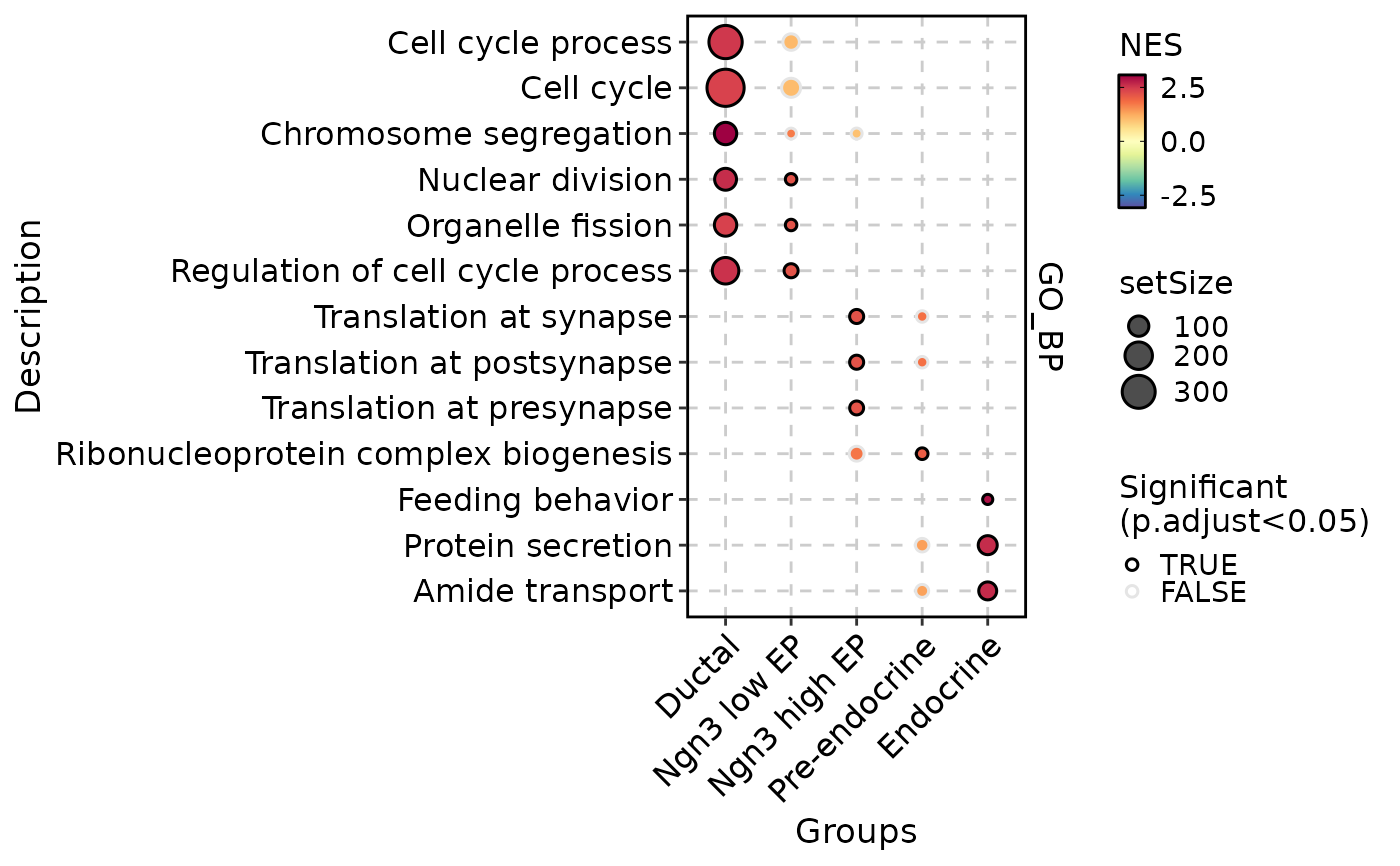 Description
Cell cycle process
Cell cycle
Chromosome segregation
Nuclear division
Organelle fission
Regulation of cell cycle process
Translation at synapse
Translation at postsynapse
Translation at presynapse
Ribonucleoprotein complex biogenesis
Feeding behavior
Protein secretion
Amide transport
Ductal
Ngn3 low EP
Ngn3 high EP
Pre-endocrine
Endocrine
Groups
GO_BP
NES
2.5
0.0
-2.5
setSize
100
200
300
Significant
(p.adjust<0.05)
TRUE
FALSE